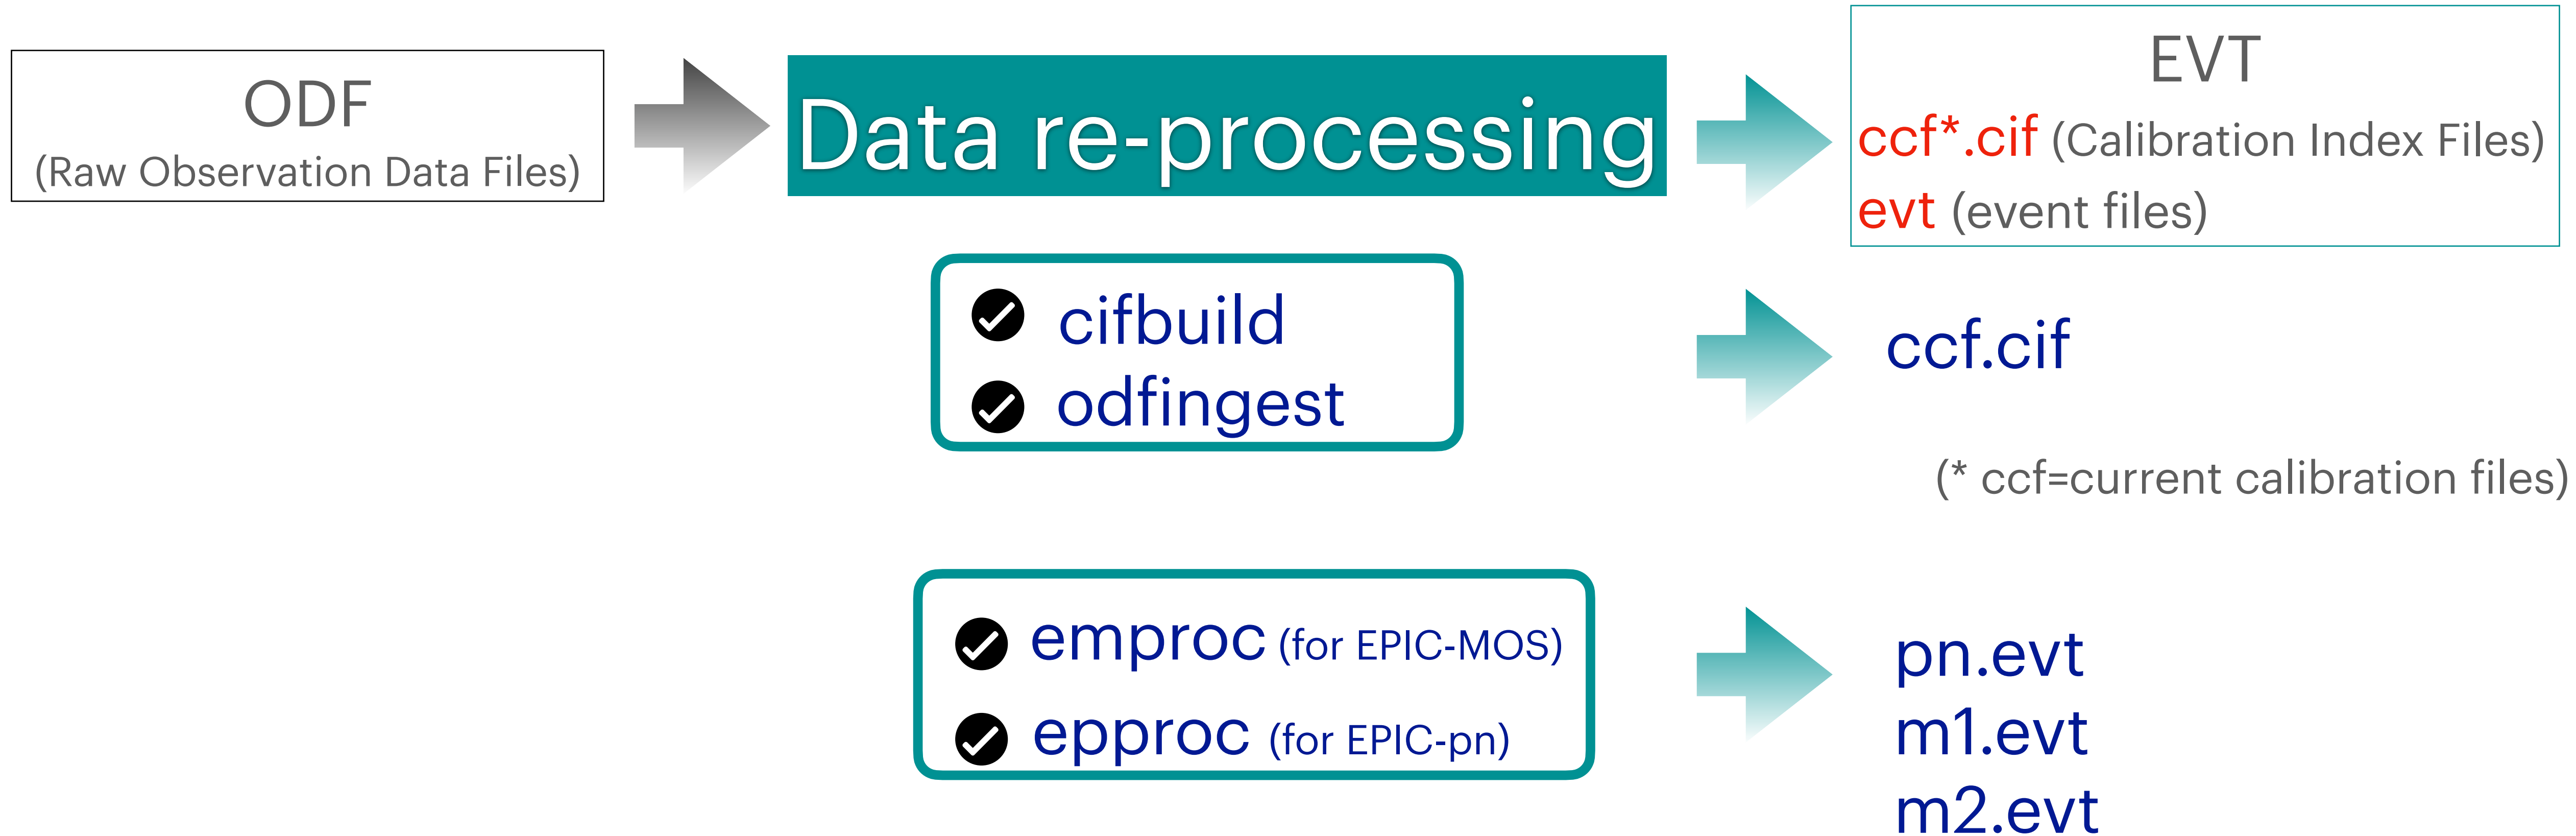 ODF
(Raw Observation Data Files)
Data re-processing
EVT
ccf*.cif (Calibration Index Files)
evt (event files)
cifbuild
odfingest
ccf.cif
(* ccf=current calibration files)
emproc (for EPIC-MOS)
epproc (for EPIC-pn)
pn.evt
m1.evt
m2.evt